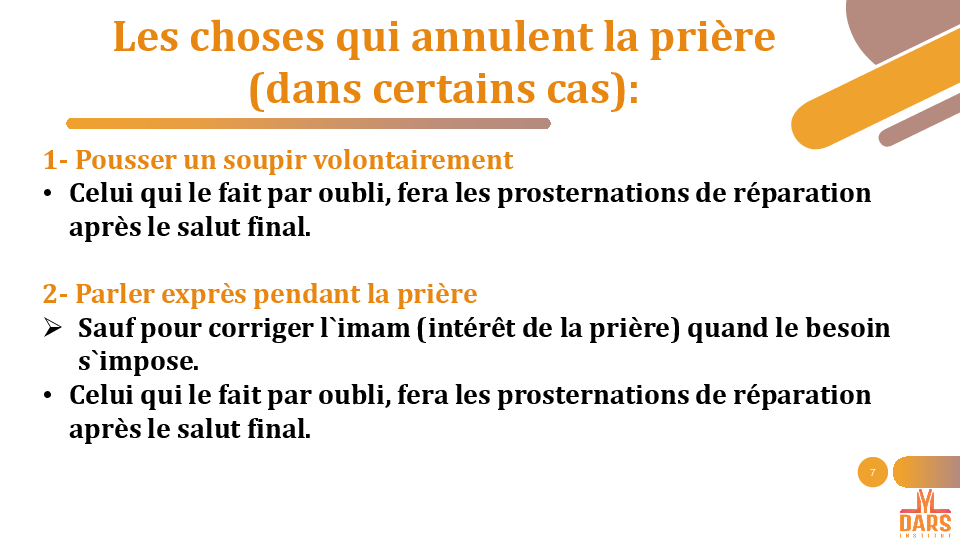 Les choses qui annulent la prière
(dans certains cas):
1- Pousser un soupir volontairement
• Celui qui le fait par oubli, fera les prosternations de réparation
après le salut final.
2- Parler exprès pendant la prière
➢ Sauf pour corriger l`imam (intérêt de la prière) quand le besoin
s`impose.
• Celui qui le fait par oubli, fera les prosternations de réparation
après le salut final.
7
DARS
INSTITUT